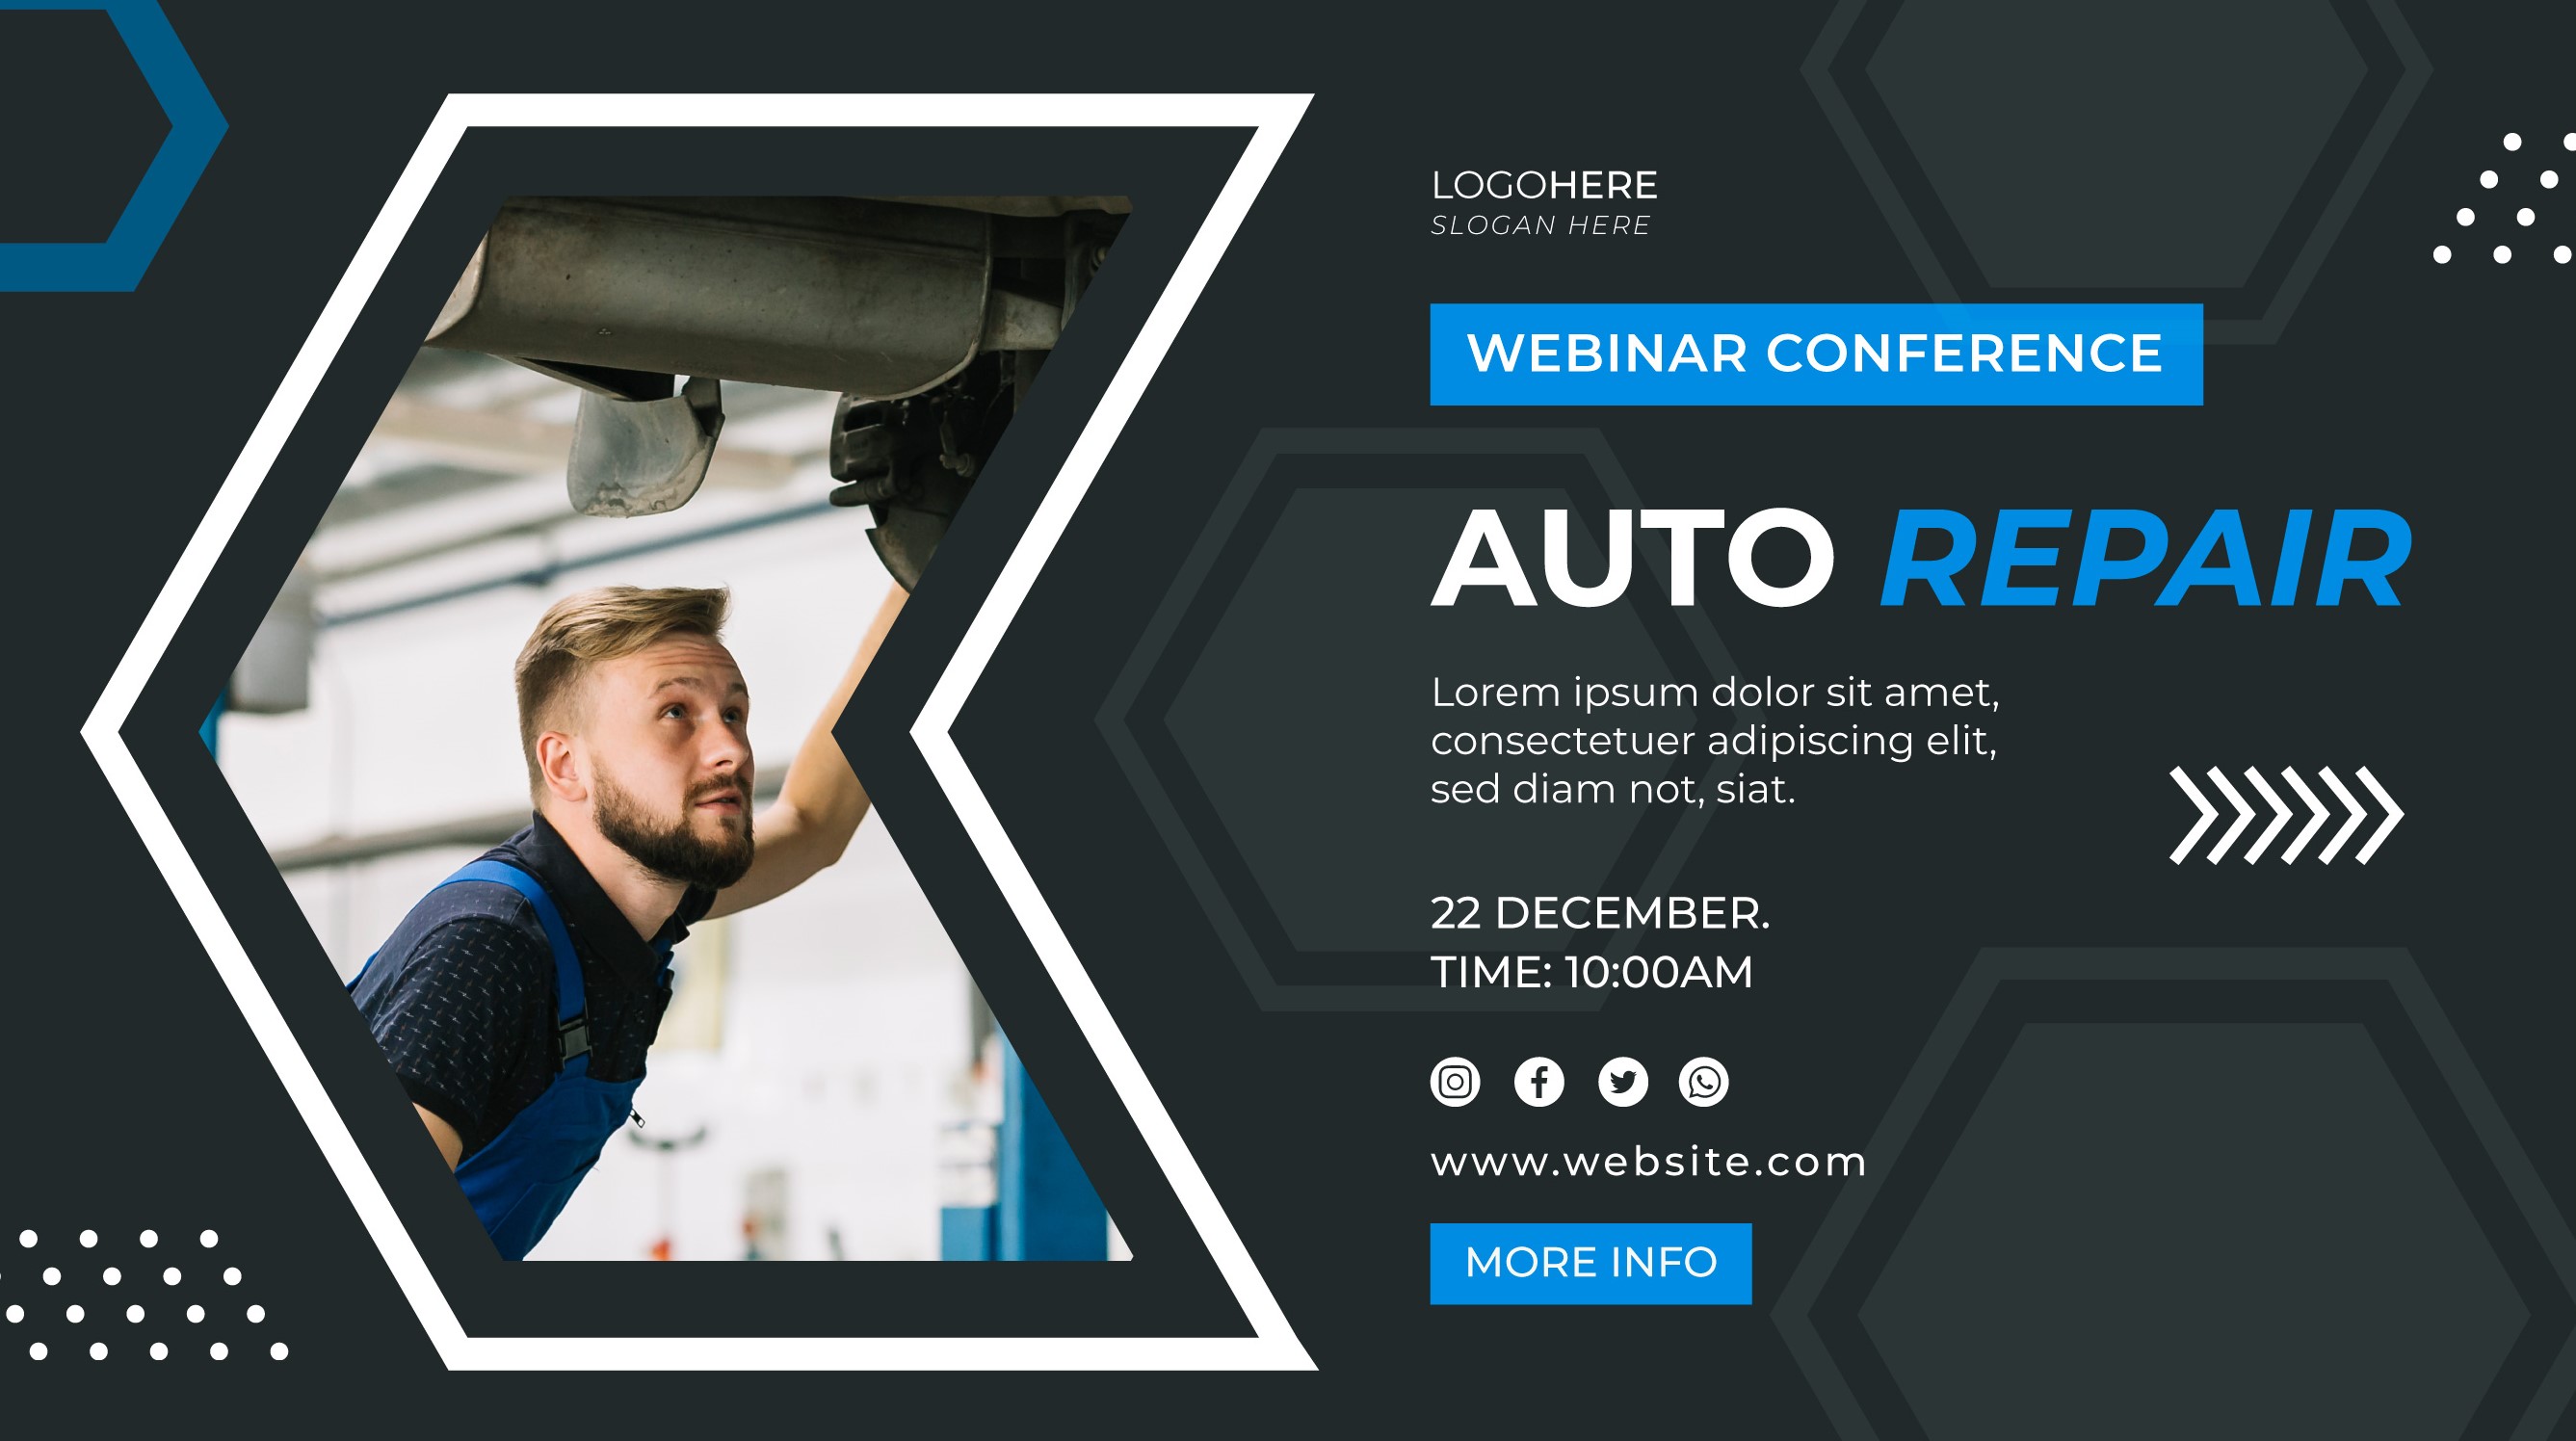 LOGOHERE
SLOGAN HERE
WEBINAR CONFERENCE
AUTO REPAIR
Lorem ipsum dolor sit amet,
consectetuer adipiscing elit,
sed diam not, siat.
22 DECEMBER.
TIME: 10:00AM
www.website.com
MORE INFO